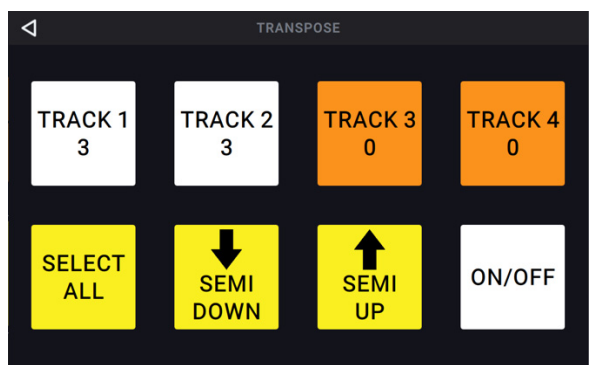 TRANSPOSE
TRACK 1
3
TRACK 2
3
TRACK 3
0
TRACK 4
0
SELECT
ALL
SEMI
DOWN
SEMI
UP
ON/OFF